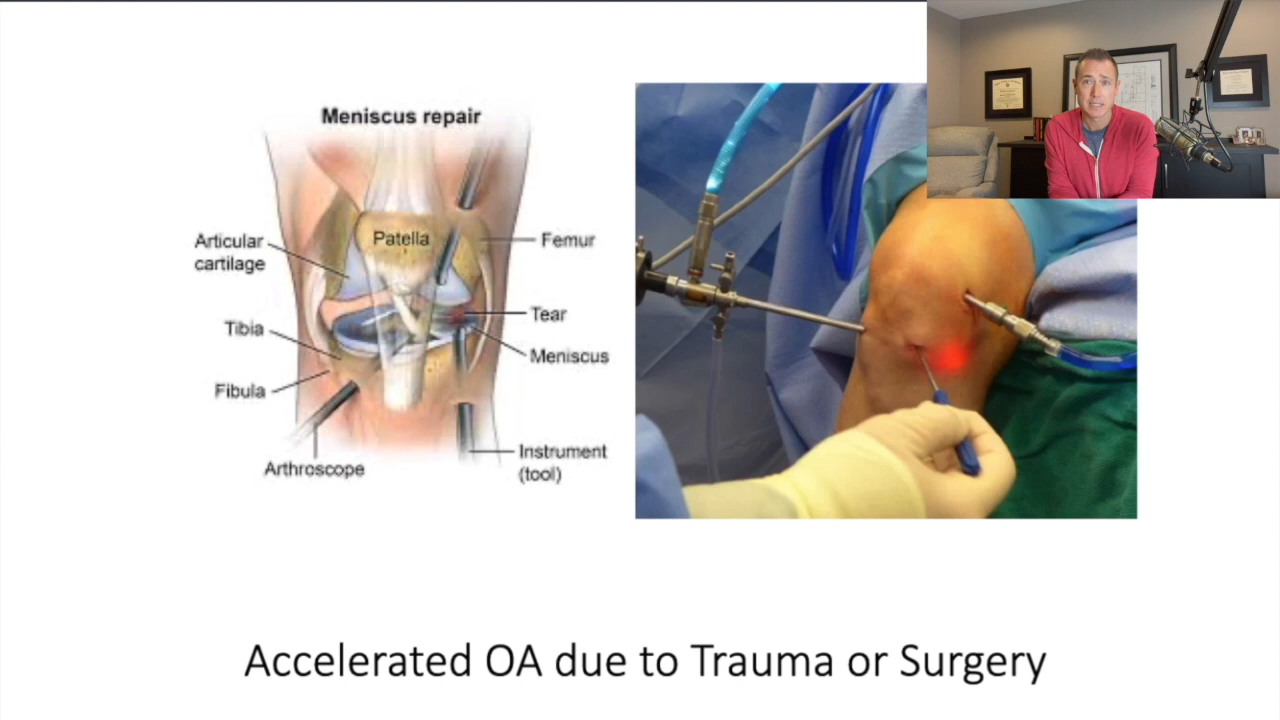 Meniscus repair
Articular
cartilage
Patella
Femur
Tibia
Tear
Meniscus
Fibula
Arthroscope
Instrument
(tool)
Accelerated OA due to Trauma or Surgery